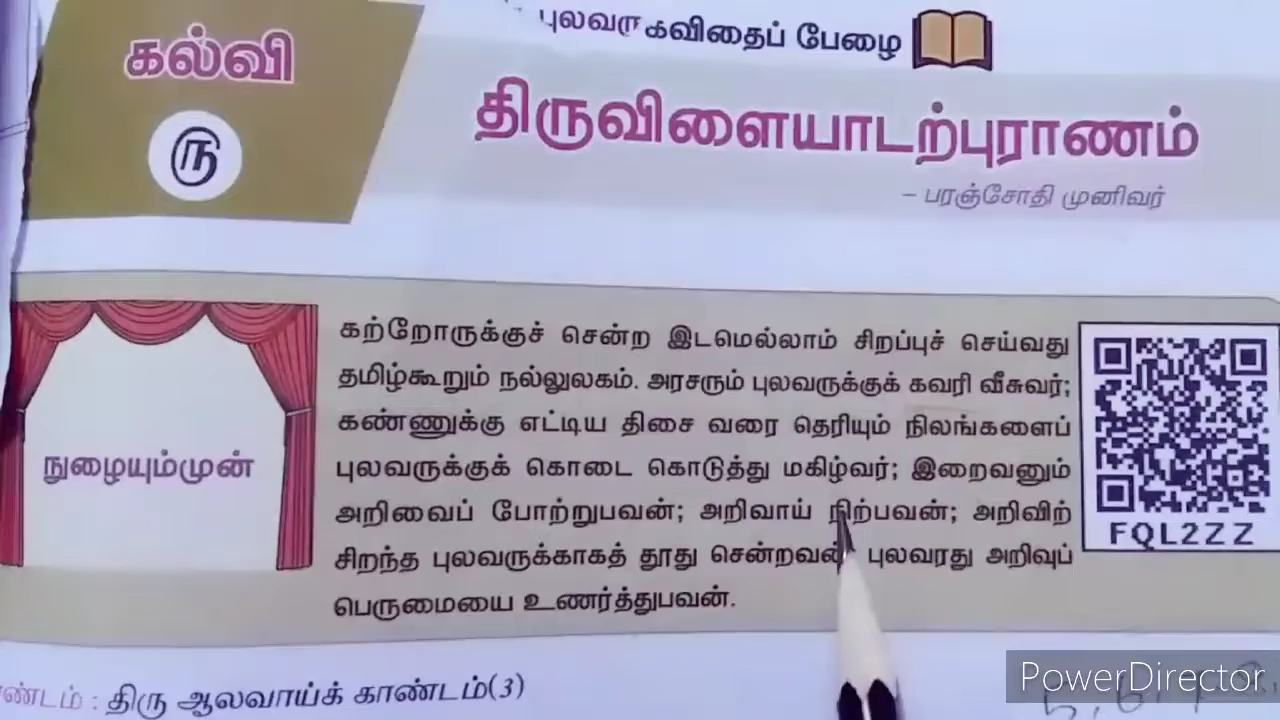 கல்வி
௫
கவிதைப் பேழை
திருவிளையாடற்புராணம்
– பரஞ்சோதி முனிவர்
நுழையும்முன்
கற்றோருக்குச் சென்ற இடமெல்லாம் சிறப்புச் செய்வது
தமிழ்கூறும் நல்லுலகம். அரசரும் புலவருக்குக் கவரி வீசுவர்;
கண்ணுக்கு எட்டிய திசை வரை தெரியும் நிலங்களைப்
புலவருக்குக் கொடை கொடுத்து மகிழ்வர்; இறைவனும்
அறிவைப் போற்றுபவன்; அறிவாய் நிற்பவன்; அறிவிற்
சிறந்த புலவருக்காகத் தூது சென்றவன் புலவரது அறிவுப்
பெருமையை உணர்த்துபவன்.
FQL2ZZ
: திரு ஆலவாய்க் காண்டம்(3)
PowerDirector